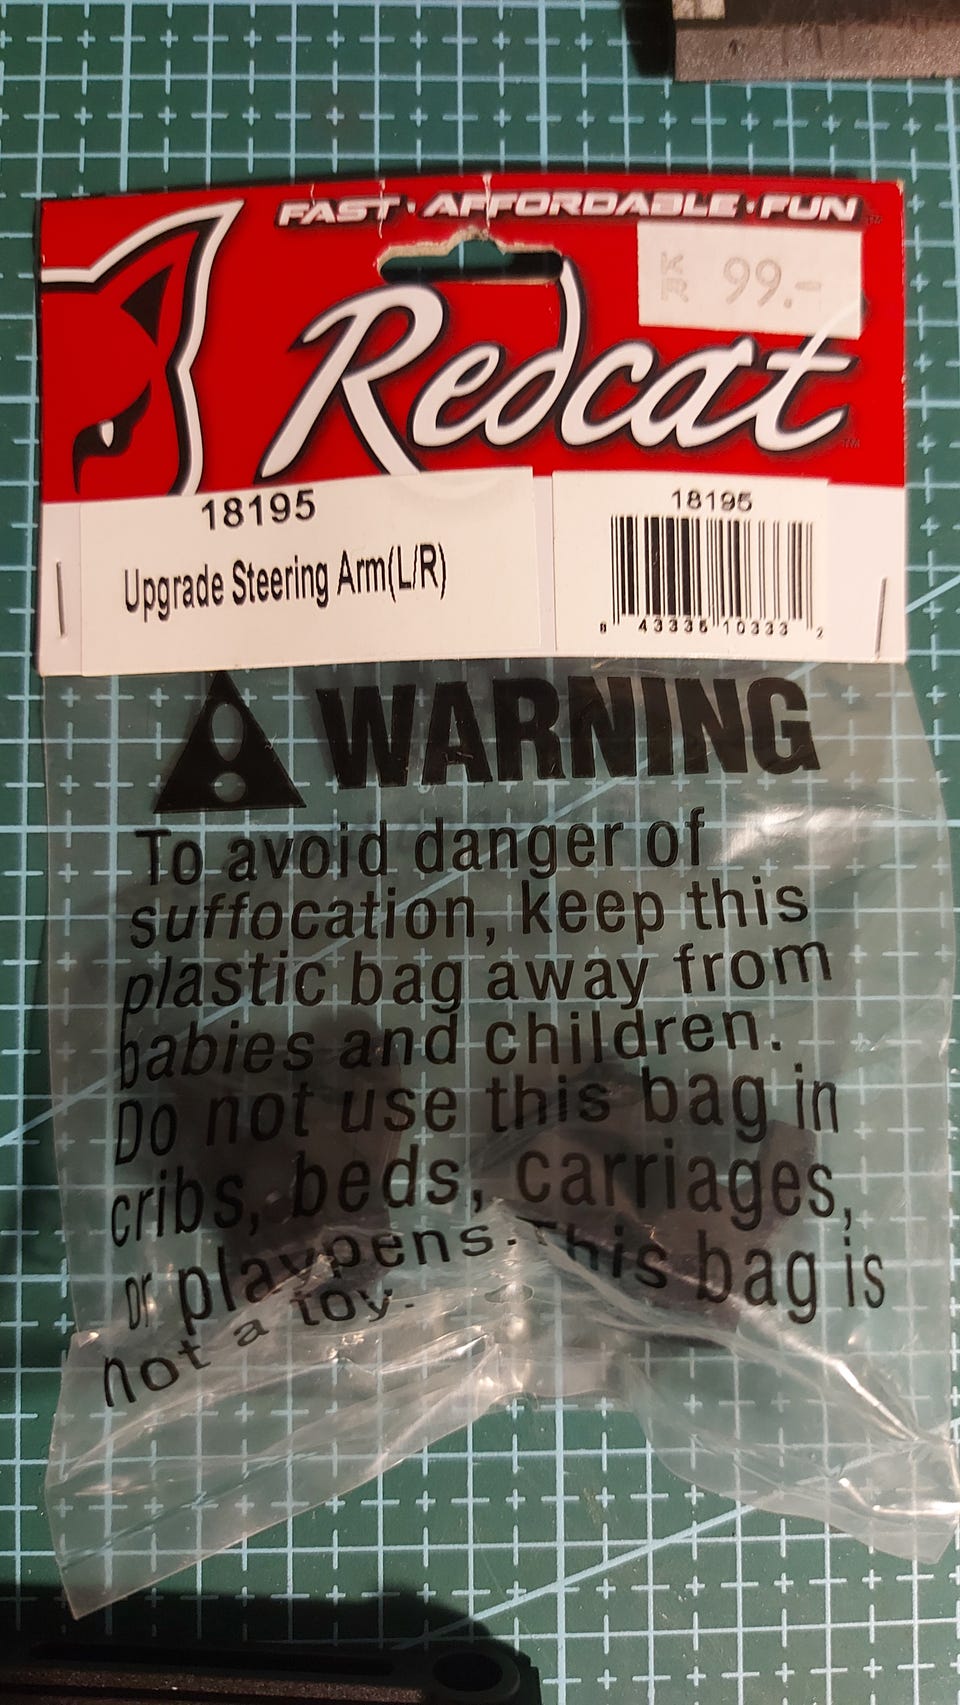 FAST · AFFORDABLE · FUN™
KR 99.-
Redcat™
18195
Upgrade Steering Arm(L/R)
18195
8 43335 10333 2
WARNING
To avoid danger of
suffocation, keep this
plastic bag away from
babies and children.
Do not use this bag in
cribs, beds, carriages,
or playpens. This bag is
not a toy.